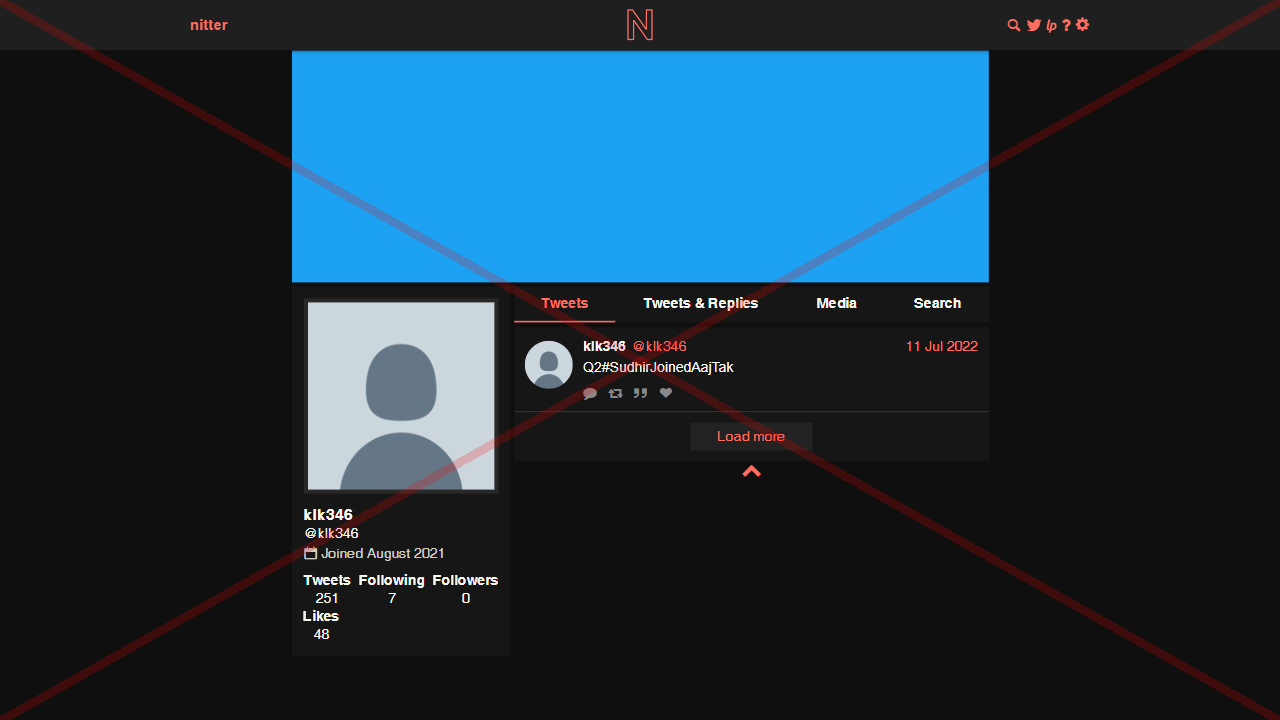 nitter
N
lp ?
Tweets Tweets & Replies Media Search
klk346 @klk346 11 Jul 2022
Q2#SudhirJoinedAajTak
Load more
klk346
@klk346
Joined August 2021
Tweets Following Followers
251 7 0
Likes
48